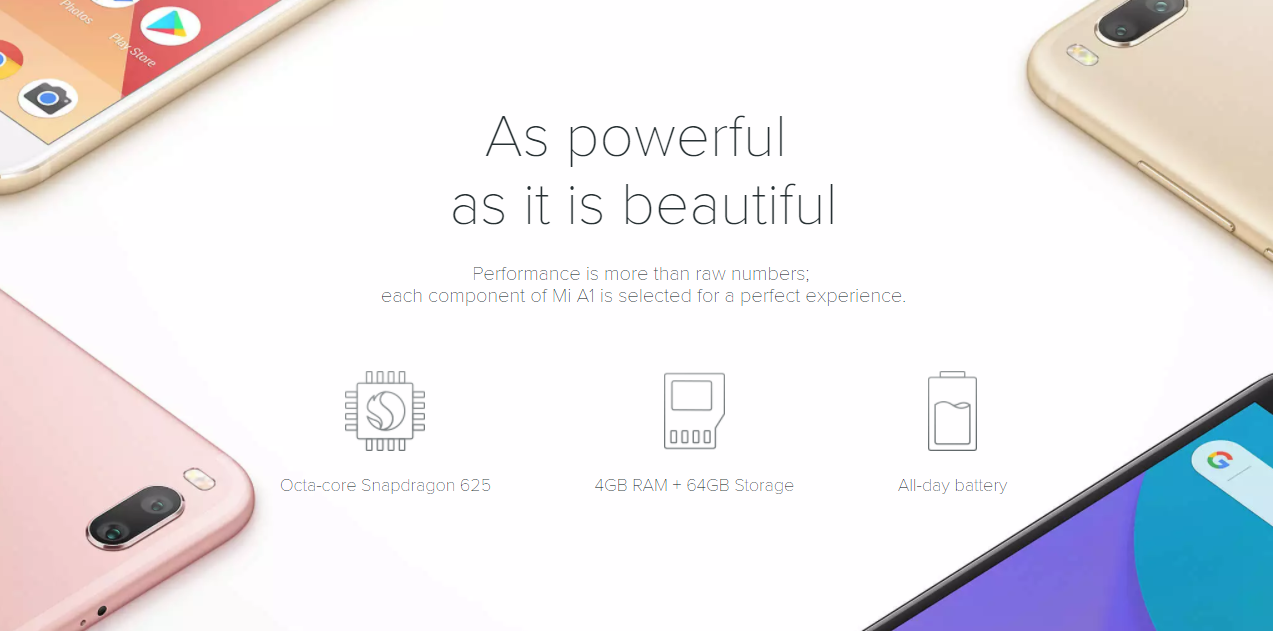 Photos
Play Store
As powerful
as it is beautiful
Performance is more than raw numbers;
each component of Mi A1 is selected for a perfect experience.
Octa-core Snapdragon 625
4GB RAM + 64GB Storage
All-day battery
G